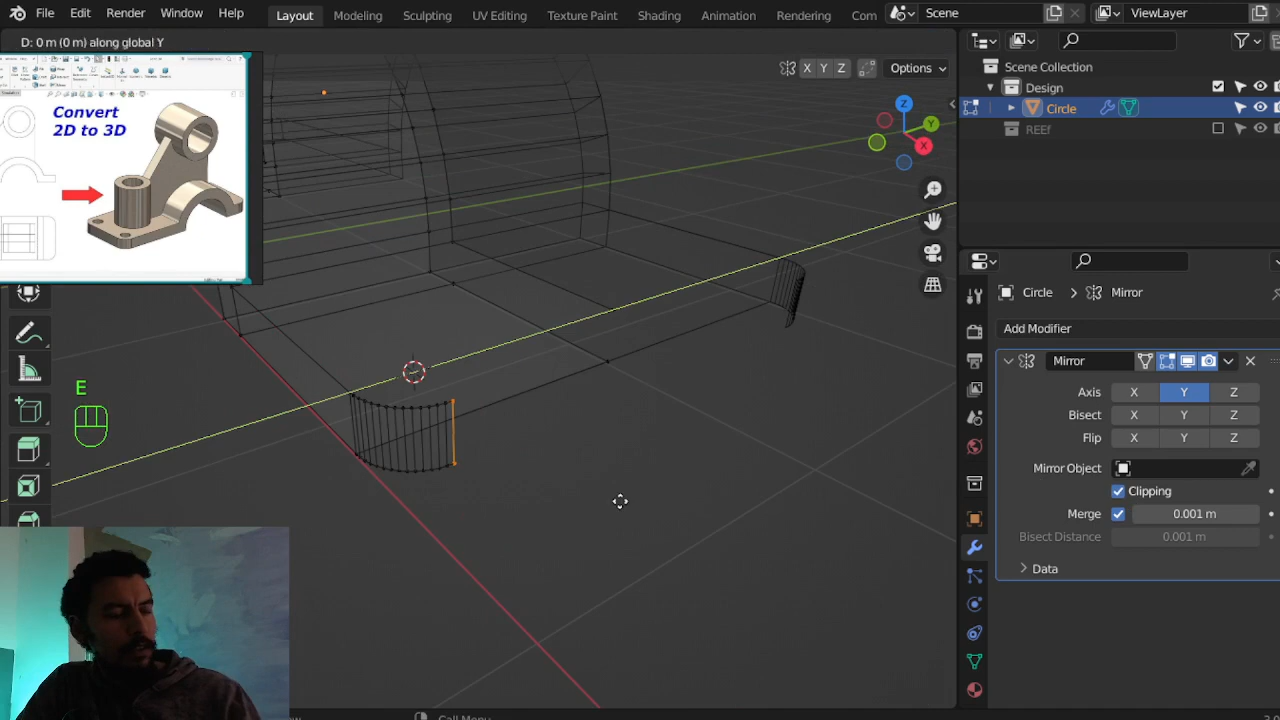 File Edit Render Window Help Layout Modeling Sculpting UV Editing Texture Paint Shading Animation Rendering Com Scene ViewLayer
D: 0 m (0 m) along global Y
Options
Convert
2D to 3D
Z
Y
X
X Y Z
E
Scene Collection
Design
Circle
REEf
Circle > Mirror
Add Modifier
Mirror
Axis X Y Z
Bisect X Y Z
Flip X Y Z
Mirror Object
Clipping
Merge 0.001 m
Bisect Distance 0.001 m
Data
Call Menu